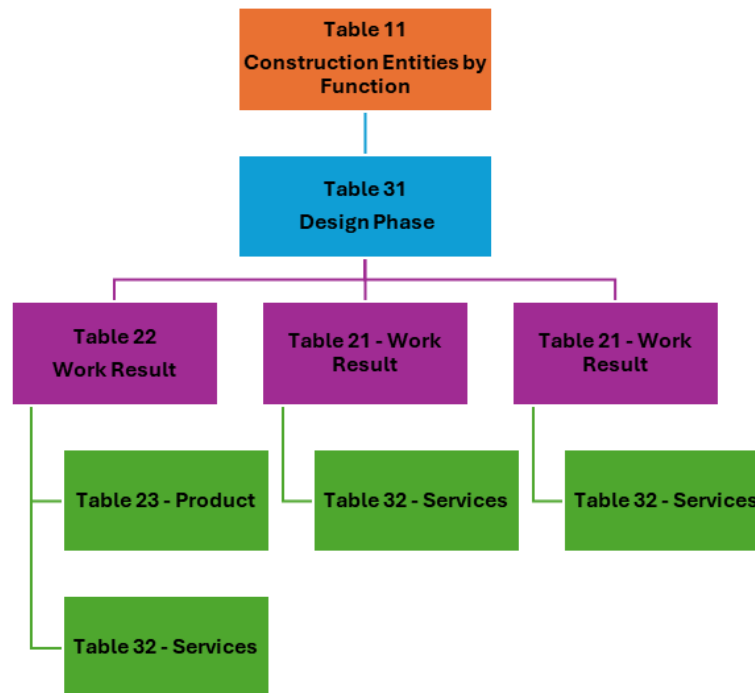 Table 11
Construction Entities by
Function
Table 31
Design Phase
Table 22
Work Result
Table 21 - Work
Result
Table 21 - Work
Result
Table 23 - Product
Table 32 - Services
Table 32 - Services
Table 32 - Services